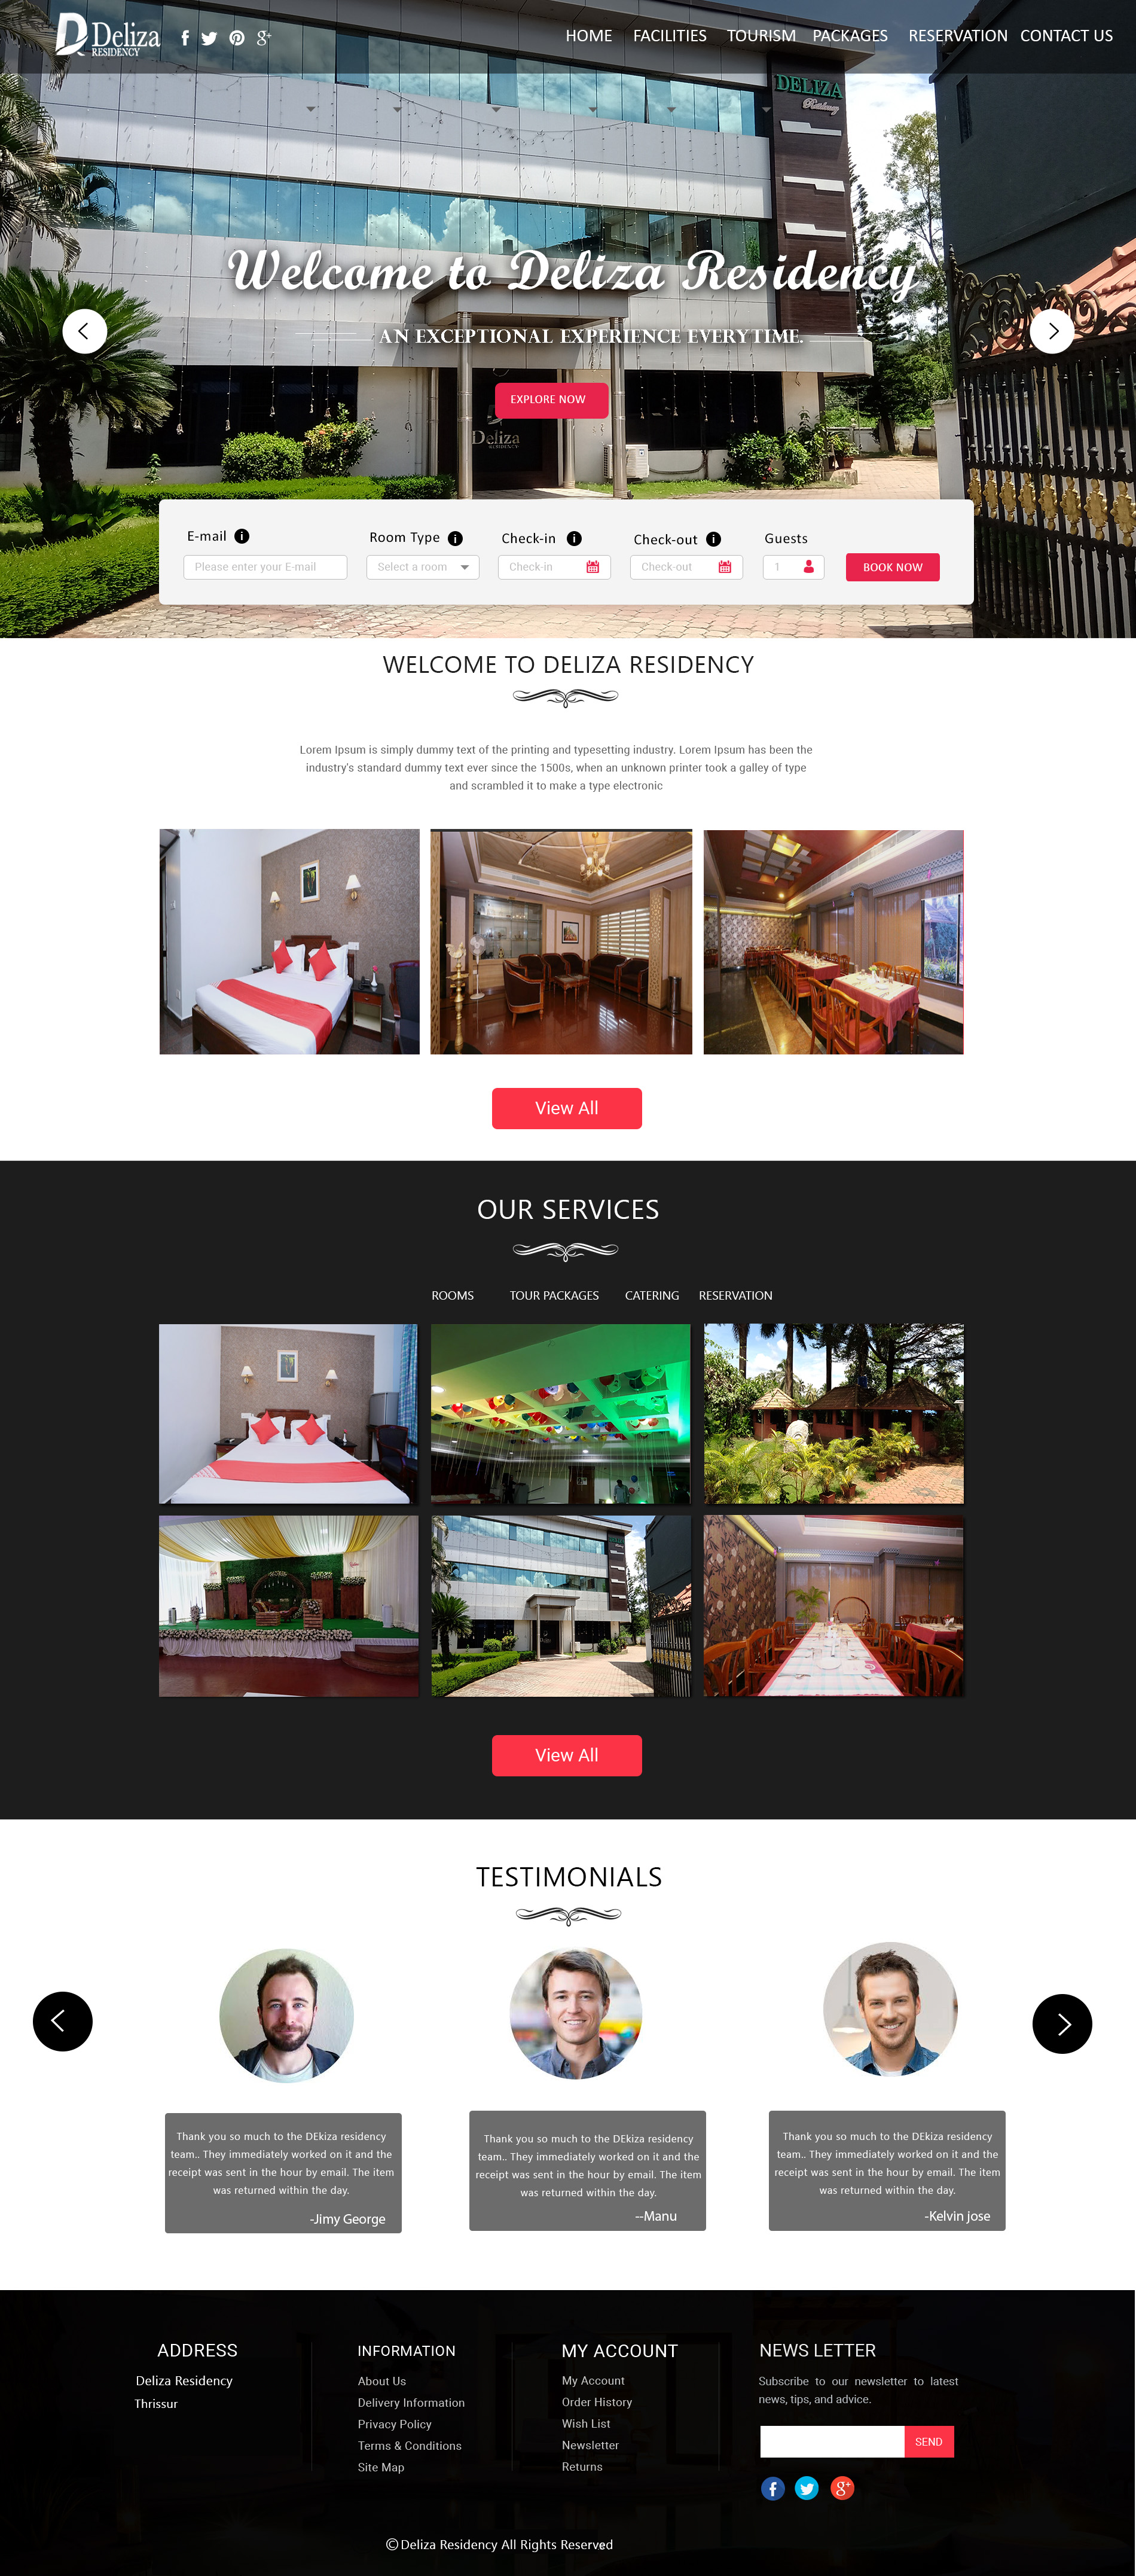 Deliza
RESIDENCY
HOME FACILITIES TOURISM PACKAGES RESERVATION CONTACT US
DELIZA
Residency
Welcome to Deliza Residency
AN EXCEPTIONAL EXPERIENCE EVERYTIME.
EXPLORE NOW
Deliza
RESIDENCY
E-mail Room Type Check-in Check-out Guests
Please enter your E-mail Select a room Check-in Check-out 1 BOOK NOW
WELCOME TO DELIZA RESIDENCY
Lorem Ipsum is simply dummy text of the printing and typesetting industry. Lorem Ipsum has been the
industry's standard dummy text ever since the 1500s, when an unknown printer took a galley of type
and scrambled it to make a type electronic
View All
OUR SERVICES
ROOMS TOUR PACKAGES CATERING RESERVATION
View All
TESTIMONIALS
Thank you so much to the DEkiza residency
team.. They immediately worked on it and the
receipt was sent in the hour by email. The item
was returned within the day.
-Jimy George
Thank you so much to the DEkiza residency
team.. They immediately worked on it and the
receipt was sent in the hour by email. The item
was returned within the day.
--Manu
Thank you so much to the DEkiza residency
team.. They immediately worked on it and the
receipt was sent in the hour by email. The item
was returned within the day.
-Kelvin jose
ADDRESS
Deliza Residency
Thrissur
INFORMATION
About Us
Delivery Information
Privacy Policy
Terms & Conditions
Site Map
MY ACCOUNT
My Account
Order History
Wish List
Newsletter
Returns
NEWS LETTER
Subscribe to our newsletter to latest
news, tips, and advice.
SEND
© Deliza Residency All Rights Reserved